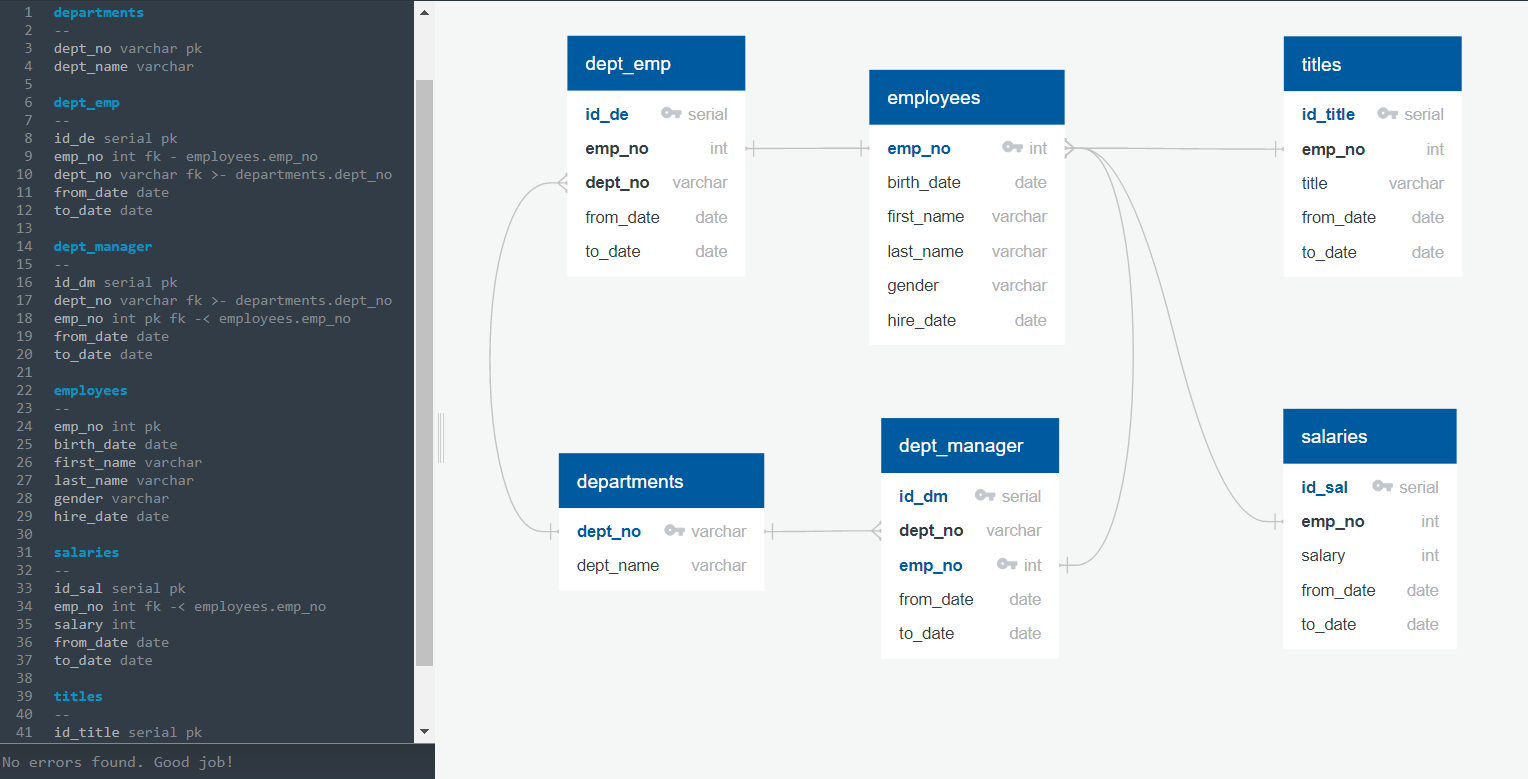 1 departments
2 --
3 dept_no varchar pk
4 dept_name varchar
5
6 dept_emp
7 --
8 id_de serial pk
9 emp_no int fk - employees.emp_no
10 dept_no varchar fk >- departments.dept_no
11 from_date date
12 to_date date
13
14 dept_manager
15 --
16 id_dm serial pk
17 dept_no varchar fk >- departments.dept_no
18 emp_no int pk fk -< employees.emp_no
19 from_date date
20 to_date date
21
22 employees
23 --
24 emp_no int pk
25 birth_date date
26 first_name varchar
27 last_name varchar
28 gender varchar
29 hire_date date
30
31 salaries
32 --
33 id_sal serial pk
34 emp_no int fk -< employees.emp_no
35 salary int
36 from_date date
37 to_date date
38
39 titles
40 --
41 id_title serial pk
No errors found. Good job!
dept_emp
id_de serial
emp_no int
dept_no varchar
from_date date
to_date date
employees
emp_no int
birth_date date
first_name varchar
last_name varchar
gender varchar
hire_date date
titles
id_title serial
emp_no int
title varchar
from_date date
to_date date
departments
dept_no varchar
dept_name varchar
dept_manager
id_dm serial
dept_no varchar
emp_no int
from_date date
to_date date
salaries
id_sal serial
emp_no int
salary int
from_date date
to_date date